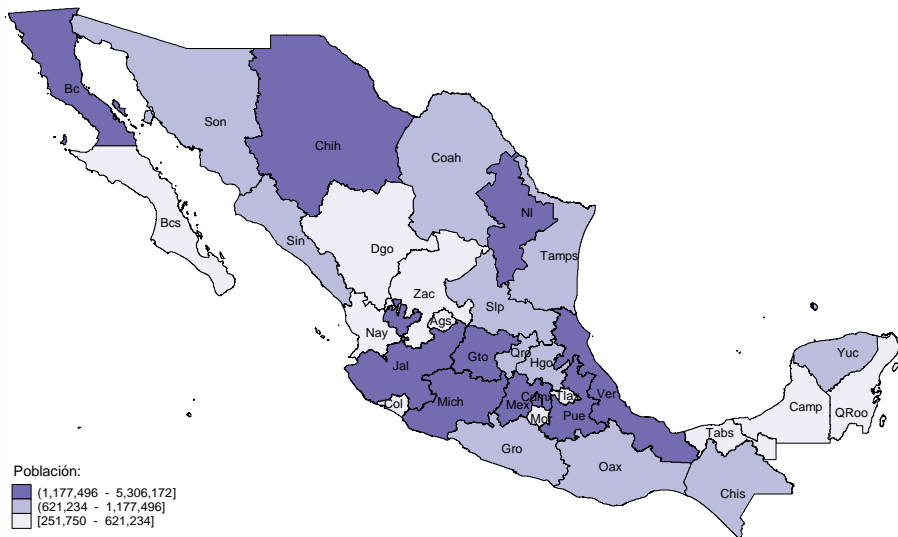 Bc
Son
Chih
Coah
Bcs
Nl
Sin
Dgo
Tamps
Zac
Slp
Ags
Nay
Qro
Yuc
Gto
Hgo
Jal
Cdmx
Tlax
Ver
Col
Mich
Mex
Camp
QRoo
Mor
Pue
Tabs
Gro
Oax
Chis
Población:
(1,177,496 - 5,306,172]
(621,234 - 1,177,496]
[251,750 - 621,234]